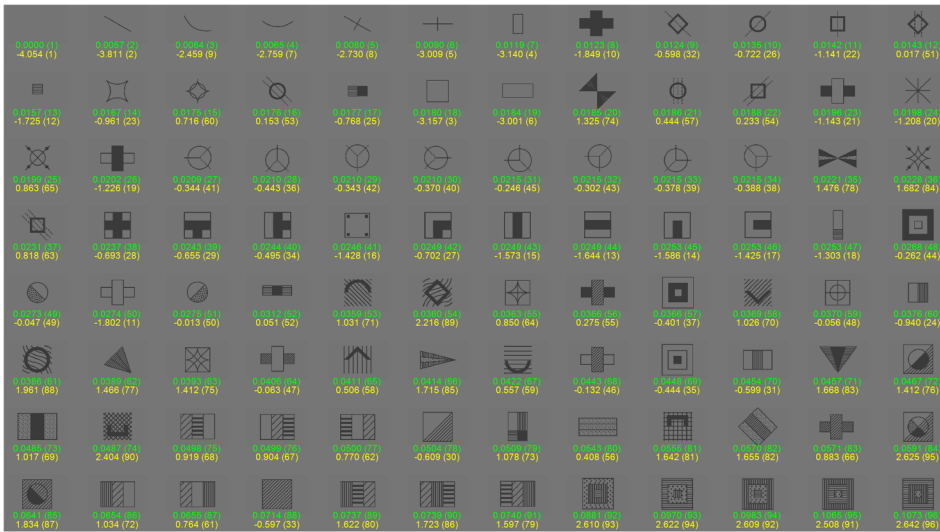 0.0000 (1) 0.0057 (2) 0.0064 (3) 0.0065 (4) 0.0080 (5) 0.0090 (6) 0.0119 (7) 0.0123 (8) 0.0124 (9) 0.0135 (10) 0.0142 (11) 0.0143 (12)
-4.054 (1) -3.811 (2) -2.459 (9) -2.759 (7) -2.730 (8) -3.009 (5) -3.140 (4) -1.849 (10) -0.598 (32) -0.722 (26) -1.141 (22) 0.017 (51)
0.0157 (13) 0.0167 (14) 0.0175 (15) 0.0176 (16) 0.0177 (17) 0.0180 (18) 0.0184 (19) 0.0185 (20) 0.0186 (21) 0.0188 (22) 0.0196 (23) 0.0198 (24)
-1.725 (12) -0.961 (23) 0.716 (60) 0.153 (53) -0.768 (25) -3.157 (3) -3.001 (6) 1.325 (74) 0.444 (57) 0.233 (54) -1.143 (21) -1.208 (20)
0.0199 (25) 0.0202 (26) 0.0209 (27) 0.0210 (28) 0.0210 (29) 0.0210 (30) 0.0215 (31) 0.0215 (32) 0.0215 (33) 0.0215 (34) 0.0221 (35) 0.0228 (36)
0.863 (65) -1.226 (19) -0.344 (41) -0.443 (36) -0.343 (42) -0.370 (40) -0.246 (45) -0.302 (43) -0.378 (39) -0.388 (38) 1.476 (78) 1.682 (84)
0.0231 (37) 0.0237 (38) 0.0243 (39) 0.0244 (40) 0.0246 (41) 0.0249 (42) 0.0249 (43) 0.0249 (44) 0.0253 (45) 0.0253 (46) 0.0253 (47) 0.0268 (48)
0.818 (63) -0.693 (28) -0.655 (29) -0.495 (34) -1.428 (16) -0.702 (27) -1.573 (15) -1.644 (13) -1.586 (14) -1.425 (17) -1.303 (18) -0.262 (44)
0.0273 (49) 0.0274 (50) 0.0275 (51) 0.0312 (52) 0.0359 (53) 0.0360 (54) 0.0363 (55) 0.0366 (56) 0.0366 (57) 0.0369 (58) 0.0370 (59) 0.0376 (60)
-0.047 (49) -1.802 (11) -0.013 (50) 0.051 (52) 1.031 (71) 2.216 (89) 0.850 (64) 0.275 (55) -0.401 (37) 1.026 (70) -0.056 (48) -0.940 (24)
0.0386 (61) 0.0389 (62) 0.0393 (63) 0.0406 (64) 0.0411 (65) 0.0414 (66) 0.0422 (67) 0.0443 (68) 0.0448 (69) 0.0454 (70) 0.0457 (71) 0.0467 (72)
1.961 (88) 1.466 (77) 1.412 (75) -0.063 (47) 0.506 (58) 1.715 (85) 0.557 (59) -0.132 (46) -0.444 (35) -0.599 (31) 1.668 (83) 1.412 (76)
0.0485 (73) 0.0487 (74) 0.0498 (75) 0.0499 (76) 0.0500 (77) 0.0504 (78) 0.0509 (79) 0.0543 (80) 0.0555 (81) 0.0570 (82) 0.0571 (83) 0.0591 (84)
1.017 (69) 2.404 (90) 0.919 (68) 0.904 (67) 0.770 (62) -0.609 (30) 1.078 (73) 0.408 (56) 1.642 (81) 1.655 (82) 0.883 (66) 2.625 (95)
0.0641 (85) 0.0654 (86) 0.0655 (87) 0.0714 (88) 0.0737 (89) 0.0739 (90) 0.0740 (91) 0.0881 (92) 0.0970 (93) 0.0983 (94) 0.1065 (95) 0.1073 (96)
1.834 (87) 1.034 (72) 0.764 (61) -0.597 (33) 1.622 (80) 1.723 (86) 1.597 (79) 2.610 (93) 2.622 (94) 2.609 (92) 2.508 (91) 2.642 (96)